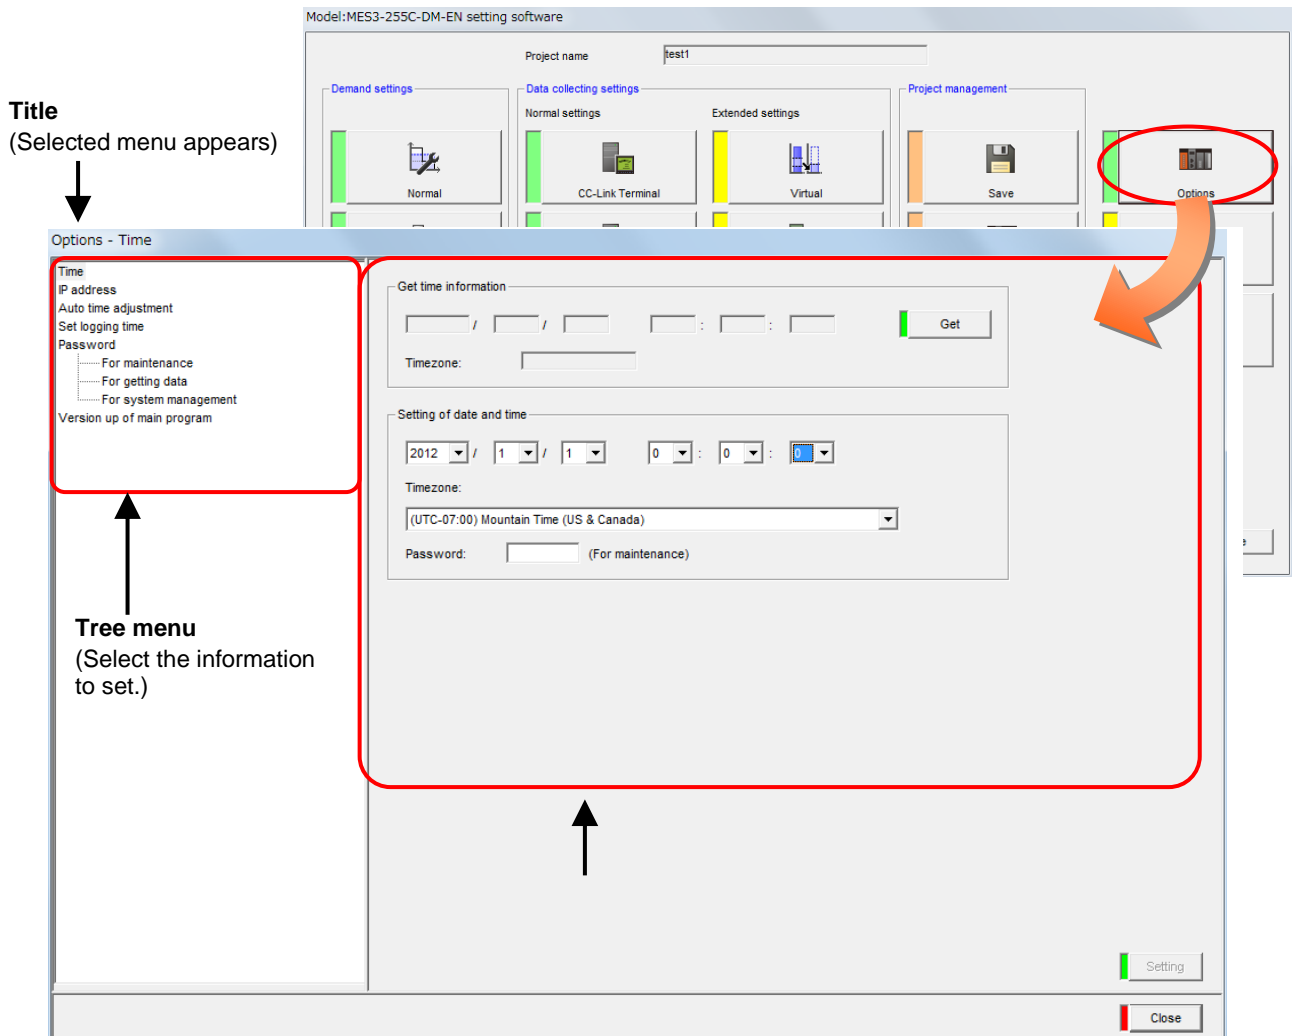 Model:MES3-255C-DM-EN setting software
Project name
test1
Demand settings
Data collecting settings
Project management
Normal settings
Extended settings
Title
(Selected menu appears)
Normal
CC-Link Terminal
Virtual
Save
Options
Options - Time
Time
IP address
Auto time adjustment
Set logging time
Password
For maintenance
For getting data
For system management
Version up of main program
Get time information
/ / : :
Get
Timezone:
Setting of date and time
2012 / 1 / 1 0 : 0 : 0
Timezone:
(UTC-07:00) Mountain Time (US & Canada)
Password: (For maintenance)
Tree menu
(Select the information
to set.)
Setting
Close